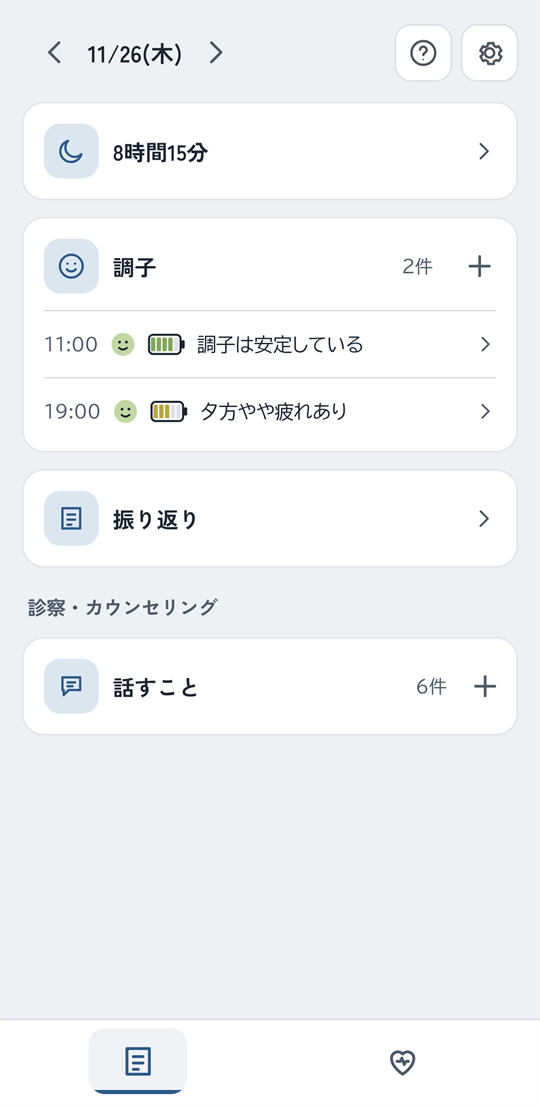 11/26(木)
8時間15分
調子 2件
11:00 調子は安定している
19:00 夕方やや疲れあり
振り返り
診察・カウンセリング
話すこと 6件